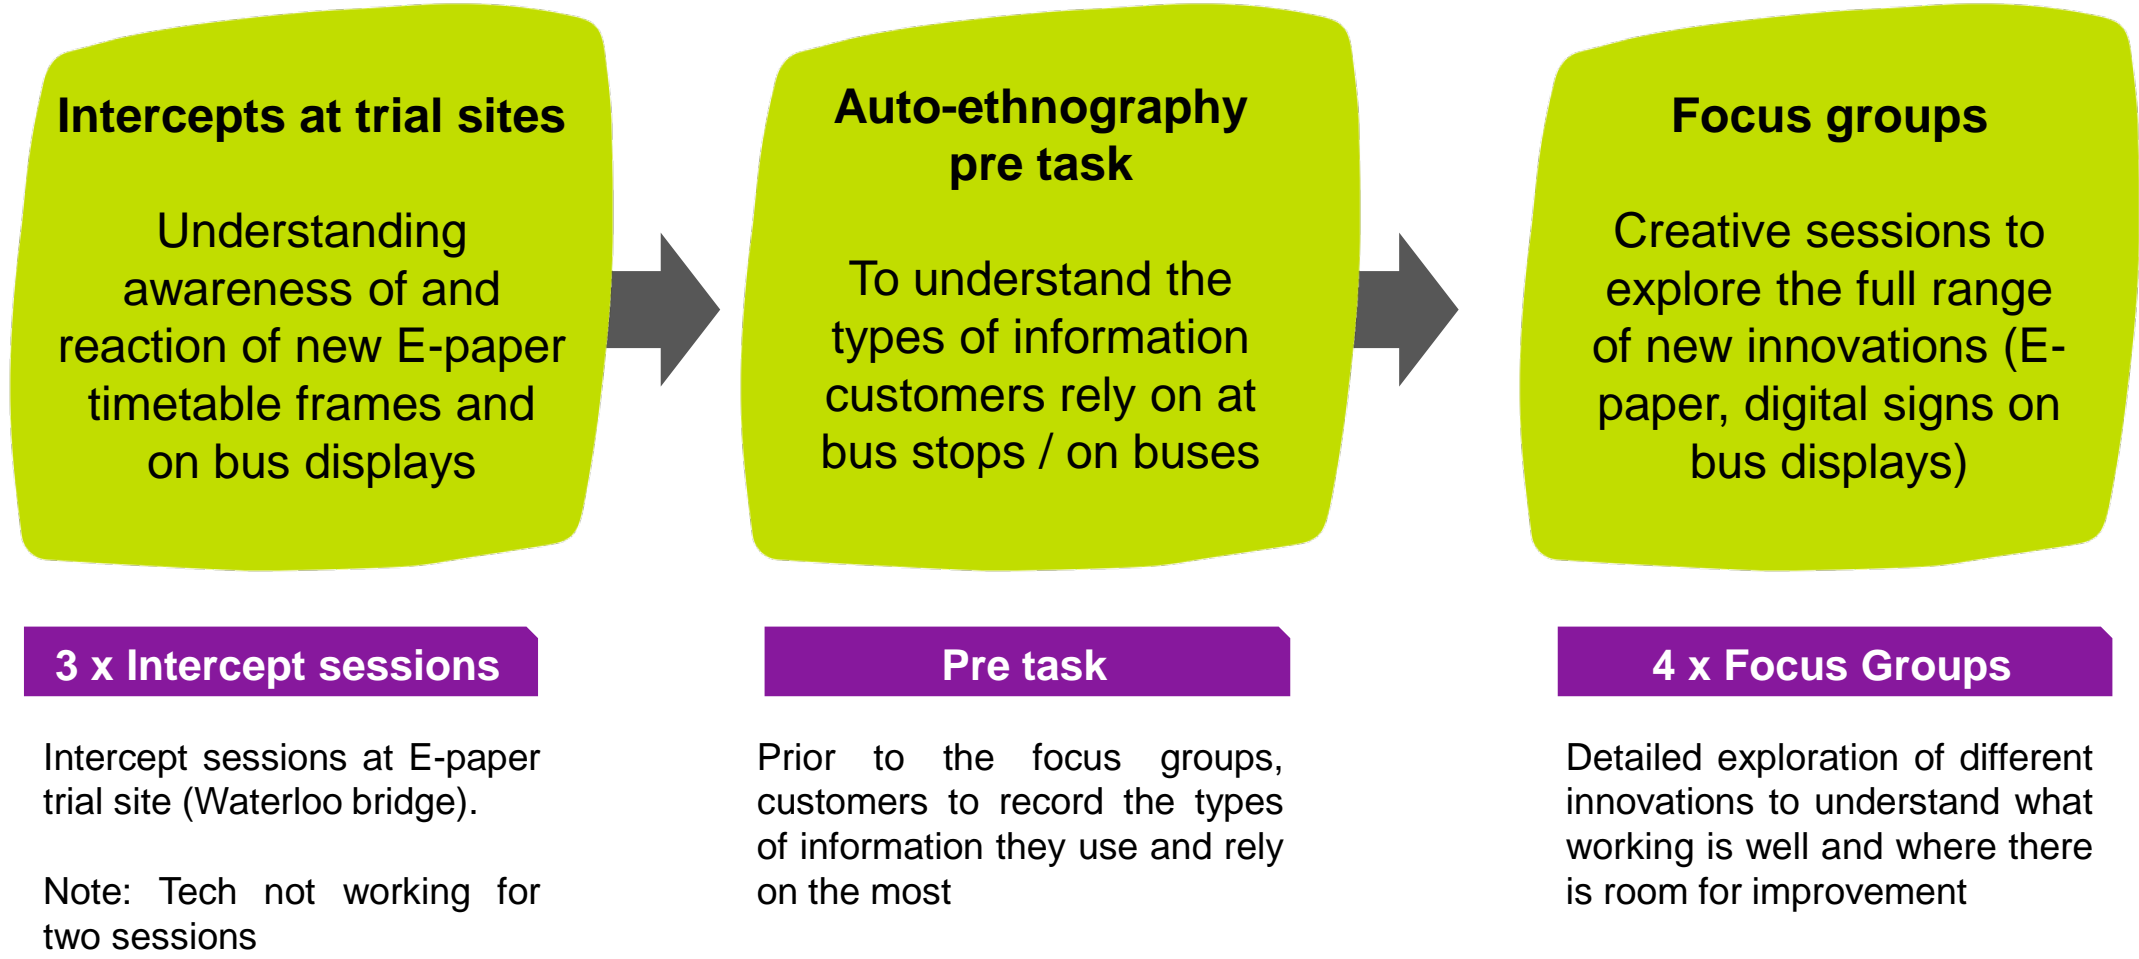 Intercepts at trial sites
Understanding
awareness of and
reaction of new E-paper
timetable frames and
on bus displays
Auto-ethnography
pre task
To understand the
types of information
customers rely on at
bus stops / on buses
Focus groups
Creative sessions to
explore the full range
of new innovations (E-
paper, digital signs on
bus displays)
3 x Intercept sessions
Intercept sessions at E-paper
trial site (Waterloo bridge).
Note: Tech not working for
two sessions
Pre task
Prior to the focus groups,
customers to record the types
of information they use and rely
on the most
4 x Focus Groups
Detailed exploration of different
innovations to understand what
working is well and where there
is room for improvement